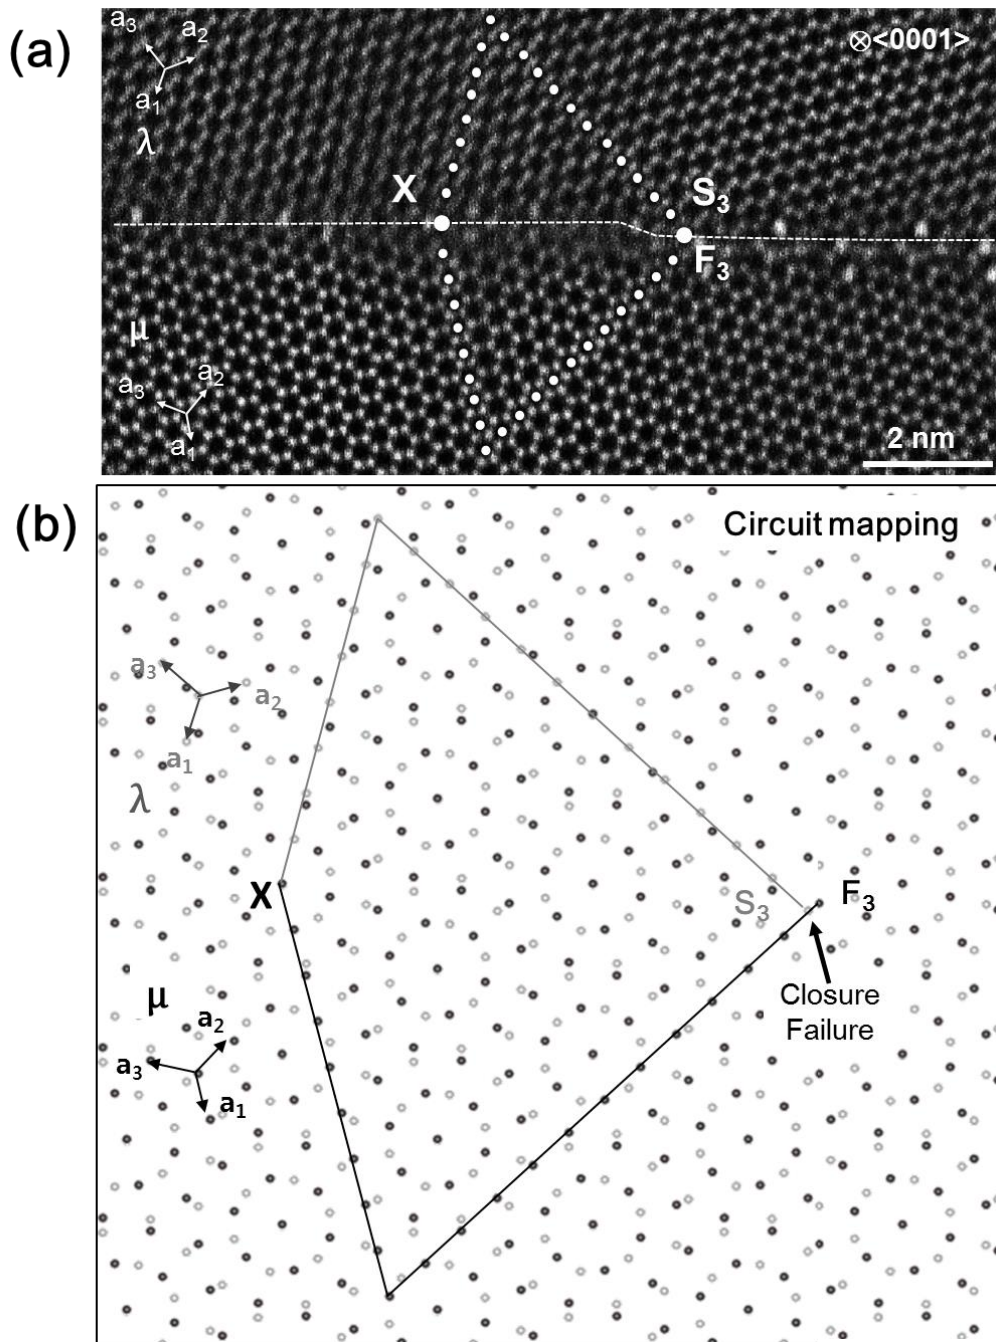 (a)
a₃
a₂
a₁
λ
⊗<0001>
X
S₃
F₃
μ
a₃
a₂
a₁
2 nm
(b)
Circuit mapping
a₃
a₂
a₁
λ
X
S₃
F₃
μ
a₂
a₃
a₁
Closure
Failure